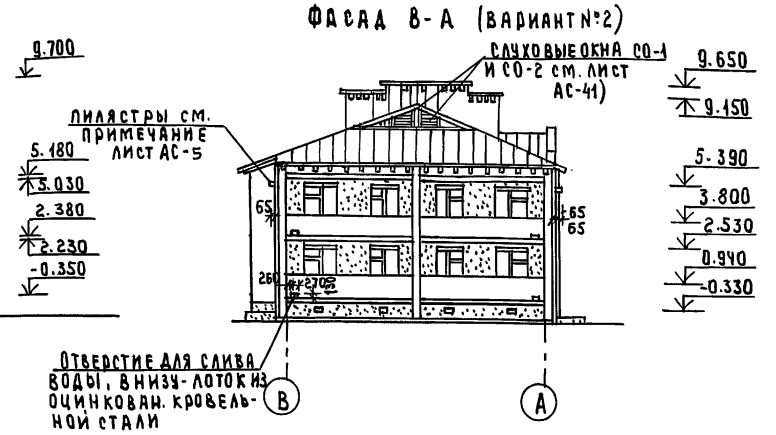 ФАСАД В-А (ВАРИАНТ №2)
9.700
СЛУХОВЫЕ ОКНА СО-1
И СО-2 СМ. ЛИСТ
АС-41)
9.650
9.150
ПИЛЯСТРЫ СМ.
ПРИМЕЧАНИЕ
ЛИСТ АС-5
5.180
5.030
2.380
2.230
-0.350
5.390
3.800
2.530
0.940
-0.330
65
65
65
260
270
ОТВЕРСТИЕ ДЛЯ СЛИВА
ВОДЫ, ВНИЗУ-ЛОТОК ИЗ
ОЦИНКОВАН. КРОВЕЛЬ-
НОЙ СТАЛИ
В
А